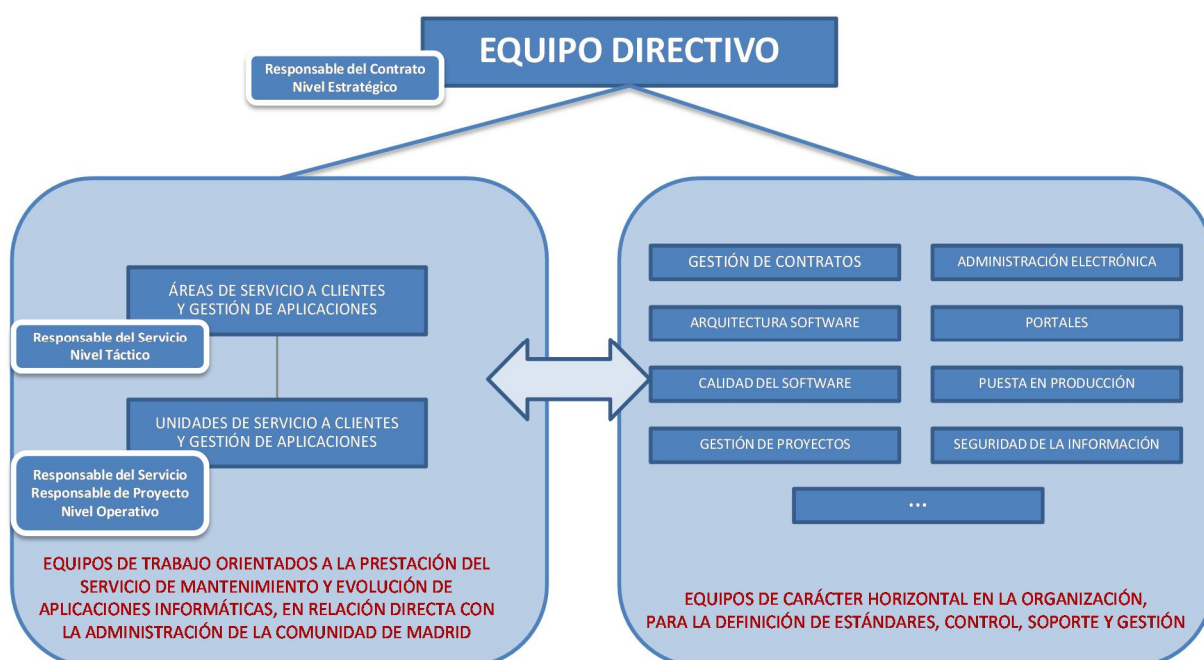 EQUIPO DIRECTIVO
Responsable del Contrato
Nivel Estratégico
ÁREAS DE SERVICIO A CLIENTES
Y GESTIÓN DE APLICACIONES
Responsable del Servicio
Nivel Táctico
UNIDADES DE SERVICIO A CLIENTES
Y GESTIÓN DE APLICACIONES
Responsable del Servicio
Responsable de Proyecto
Nivel Operativo
EQUIPOS DE TRABAJO ORIENTADOS A LA PRESTACIÓN DEL
SERVICIO DE MANTENIMIENTO Y EVOLUCIÓN DE
APLICACIONES INFORMÁTICAS, EN RELACIÓN DIRECTA CON
LA ADMINISTRACIÓN DE LA COMUNIDAD DE MADRID
GESTIÓN DE CONTRATOS
ADMINISTRACIÓN ELECTRÓNICA
ARQUITECTURA SOFTWARE
PORTALES
CALIDAD DEL SOFTWARE
PUESTA EN PRODUCCIÓN
GESTIÓN DE PROYECTOS
SEGURIDAD DE LA INFORMACIÓN
...
EQUIPOS DE CARÁCTER HORIZONTAL EN LA ORGANIZACIÓN,
PARA LA DEFINICIÓN DE ESTÁNDARES, CONTROL, SOPORTE Y GESTIÓN